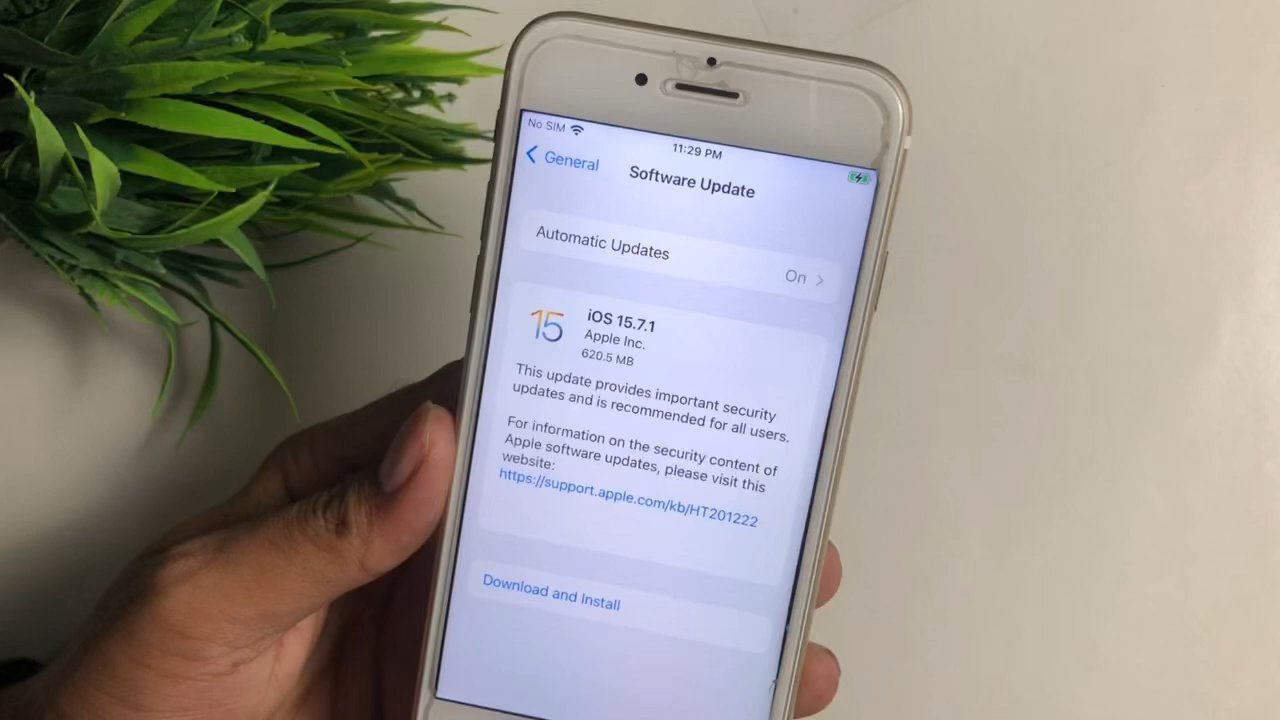 No SIM
11:29 PM
General
Software Update
Automatic Updates
On
15
iOS 15.7.1
Apple Inc.
620.5 MB
This update provides important security
updates and is recommended for all users.
For information on the security content of
Apple software updates, please visit this
website:
https://support.apple.com/kb/HT201222
Download and Install